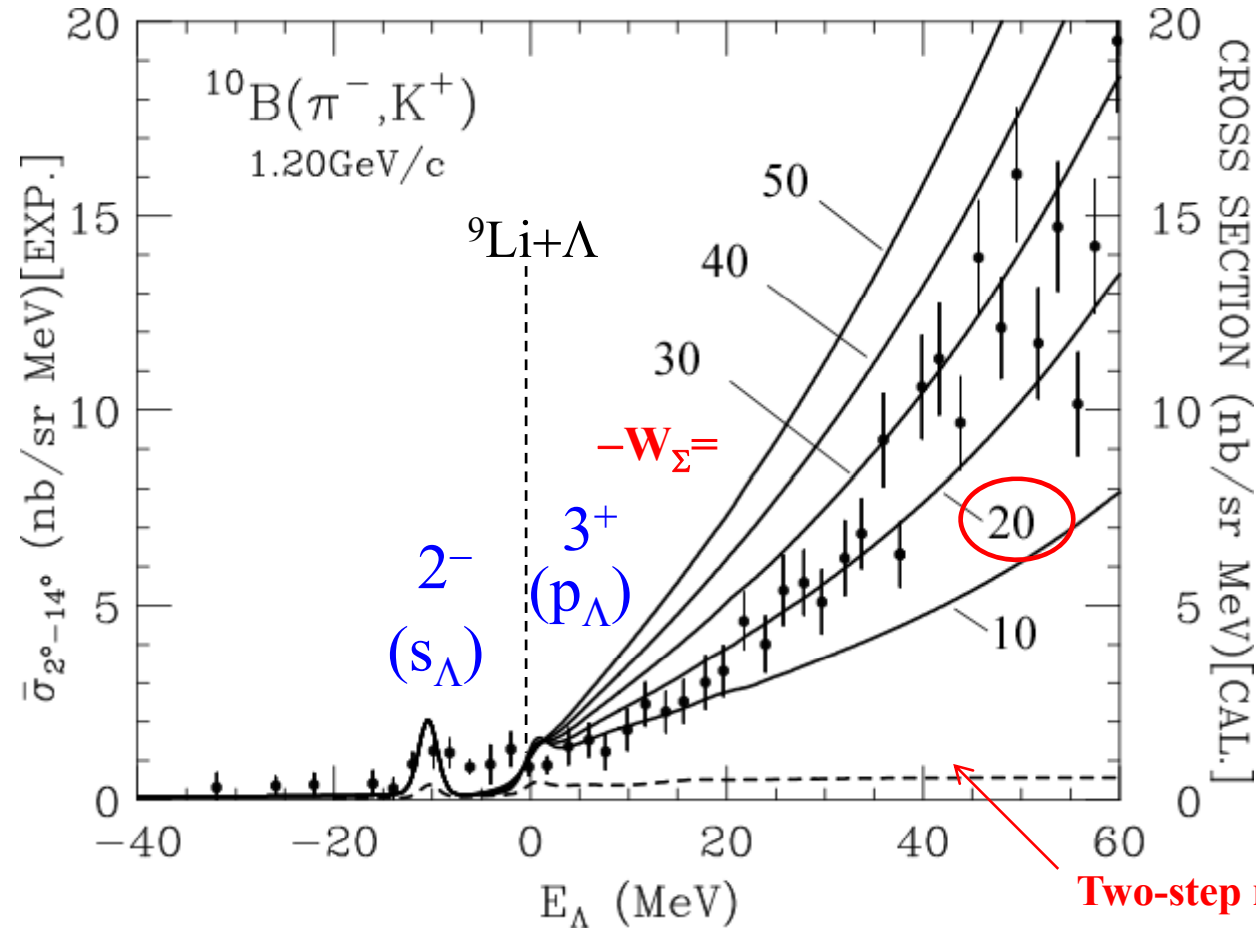 20
15
10
5
0
σ̄2°−14° (nb/sr MeV)[EXP.]
¹⁰B(π⁻,K⁺)
1.20GeV/c
⁹Li+Λ
50
40
30
−WΣ=
20
10
3⁺
(pΛ)
2⁻
(sΛ)
20
15
10
5
0
CROSS SECTION (nb/sr MeV)[CAL.]
−40 −20 0 20 40 60
EΛ (MeV)
Two-step